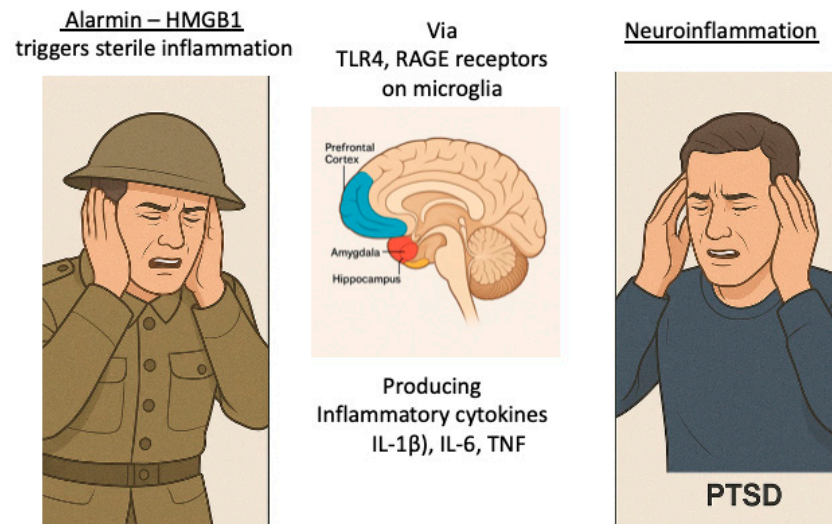 Alarmin – HMGB1
triggers sterile inflammation
Via
TLR4, RAGE receptors
on microglia
Prefrontal
Cortex
Amygdala
Hippocampus
Producing
Inflammatory cytokines
IL-1β), IL-6, TNF
Neuroinflammation
PTSD